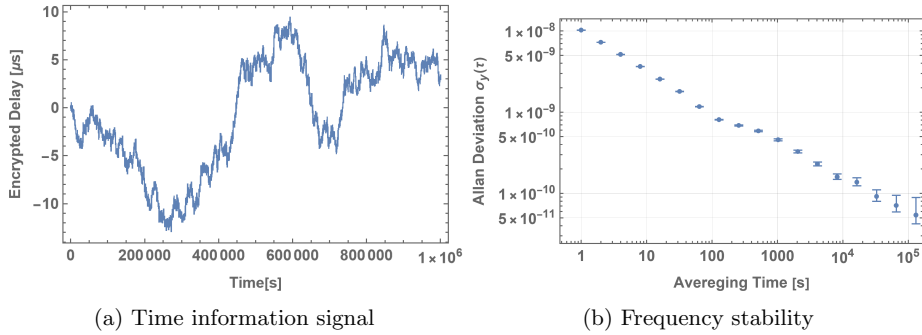 10
5
0
−5
−10
0
200 000
400 000
600 000
800 000
1 × 10⁶
Encrypted Delay [μs]
Time[s]
(a) Time information signal
1 × 10⁻⁸
5 × 10⁻⁹
1 × 10⁻⁹
5 × 10⁻¹⁰
1 × 10⁻¹⁰
5 × 10⁻¹¹
1
10
100
1000
10⁴
10⁵
Allan Deviation σy(τ)
Avereging Time [s]
(b) Frequency stability